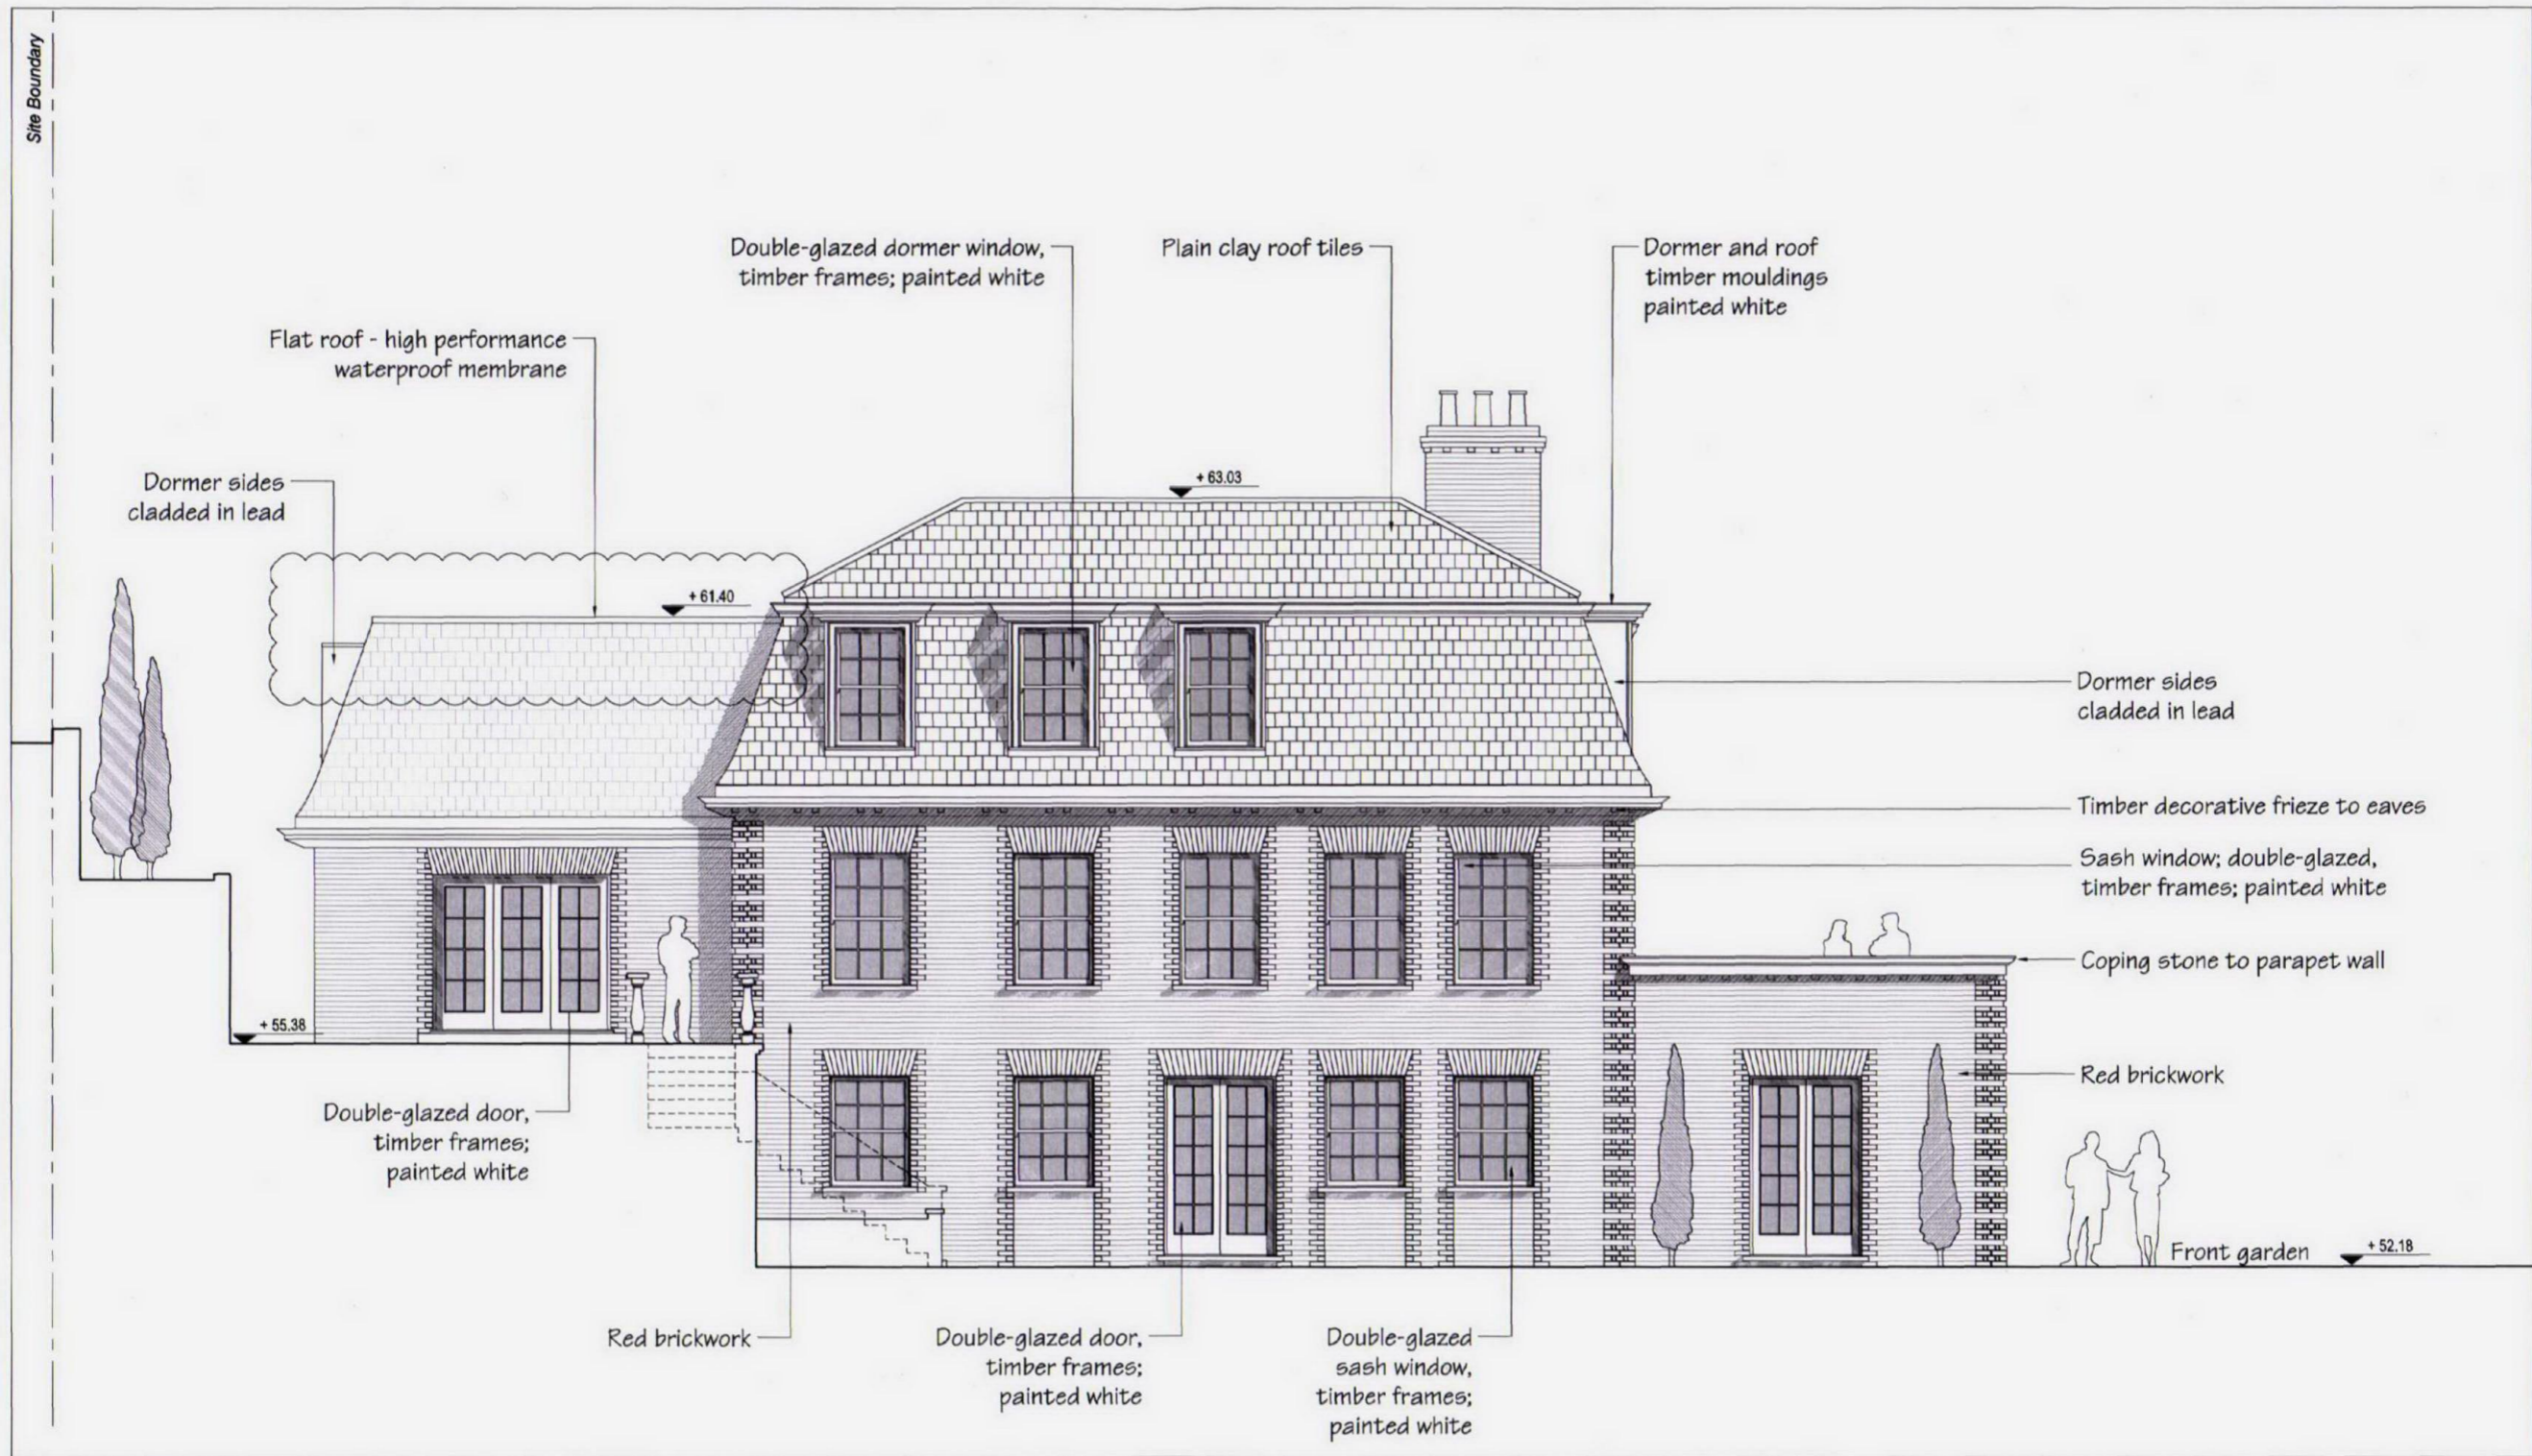 Site Boundary
Double-glazed dormer window,
timber frames; painted white
Plain clay roof tiles
Dormer and roof
timber mouldings
painted white
Flat roof - high performance
waterproof membrane
Dormer sides
cladded in lead
+ 63.03
+ 61.40
Dormer sides
cladded in lead
Timber decorative frieze to eaves
Sash window; double-glazed,
timber frames; painted white
Coping stone to parapet wall
+ 55.38
Red brickwork
Double-glazed door,
timber frames;
painted white
Front garden
+ 52.18
Red brickwork
Double-glazed door,
timber frames;
painted white
Double-glazed
sash window,
timber frames;
painted white